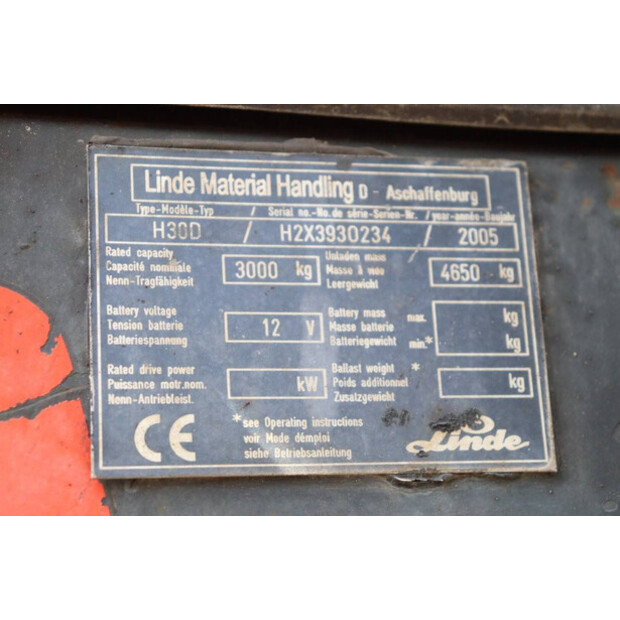 Linde Material Handling D - Aschaffenburg
Type-Modèle-Typ / Serial no.-No. de série-Serien-Nr. / year-année-Baujahr
H30D / H2X393O234 / 2005
Rated capacity
Capacité nominale
Nenn-Tragfähigkeit
3000 kg
Unladen mass
Masse à vide
Leergewicht
4650 kg
Battery voltage
Tension batterie
Batteriespannung
12 V
Battery mass max. kg
Masse batterie
Batteriegewicht min.* kg
Rated drive power
Puissance motr.nom.
Nenn-Antriebleist.
kW
Ballast weight *
Poids additionnel
Zusatzgewicht
kg
CE
*see Operating instructions
voir Mode démploi
siehe Betriebsanleitung
Linde